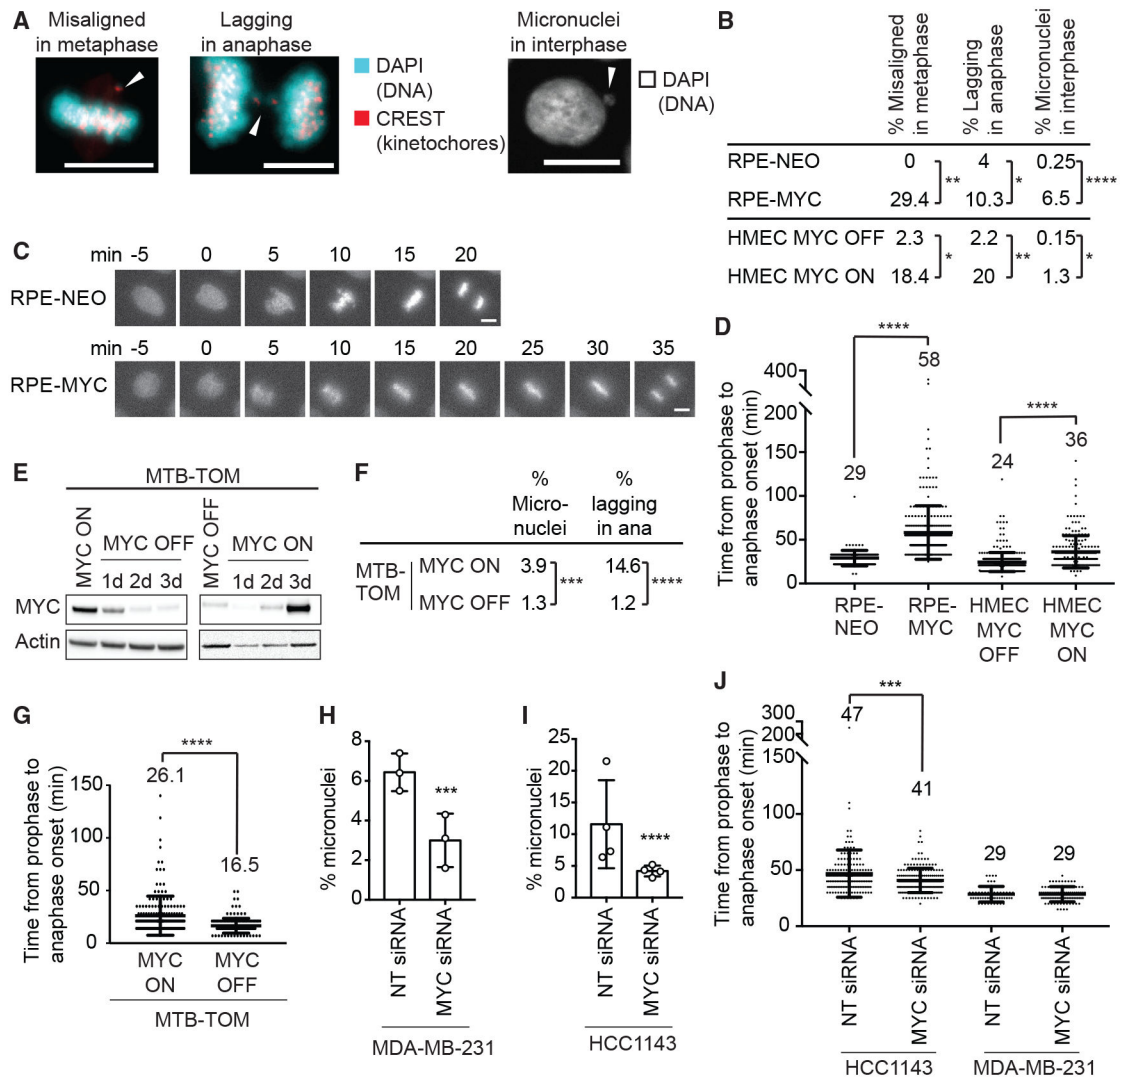 A
Misaligned
in metaphase
Lagging
in anaphase
DAPI
(DNA)
CREST
(kinetochores)
Micronuclei
in interphase
DAPI
(DNA)
B
% Misaligned
in metaphase
% Lagging
in anaphase
% Micronuclei
in interphase
RPE-NEO 0 4 0.25
** * ****
RPE-MYC 29.4 10.3 6.5
HMEC MYC OFF 2.3 2.2 0.15
* ** *
HMEC MYC ON 18.4 20 1.3
C
min -5 0 5 10 15 20
RPE-NEO
min -5 0 5 10 15 20 25 30 35
RPE-MYC
D
Time from prophase to
anaphase onset (min)
400
200
150
100
50
0
****
58
29
****
36
24
RPE-
NEO
RPE-
MYC
HMEC
MYC
OFF
HMEC
MYC
ON
E
MTB-TOM
MYC ON
MYC OFF
1d 2d 3d
MYC OFF
MYC ON
1d 2d 3d
MYC
Actin
F
%
Micro-
nuclei
%
lagging
in ana
MTB-
TOM
MYC ON 3.9 14.6
*** ****
MYC OFF 1.3 1.2
G
Time from prophase to
anaphase onset (min)
150
100
50
0
****
26.1
16.5
MYC
ON
MYC
OFF
MTB-TOM
H
% micronuclei
8
6
4
2
0
***
NT siRNA
MYC siRNA
MDA-MB-231
I
% micronuclei
25
20
15
10
5
0
****
NT siRNA
MYC siRNA
HCC1143
J
Time from prophase to
anaphase onset (min)
300
200
150
100
50
0
***
47
41
29
29
NT siRNA
MYC siRNA
NT siRNA
MYC siRNA
HCC1143
MDA-MB-231